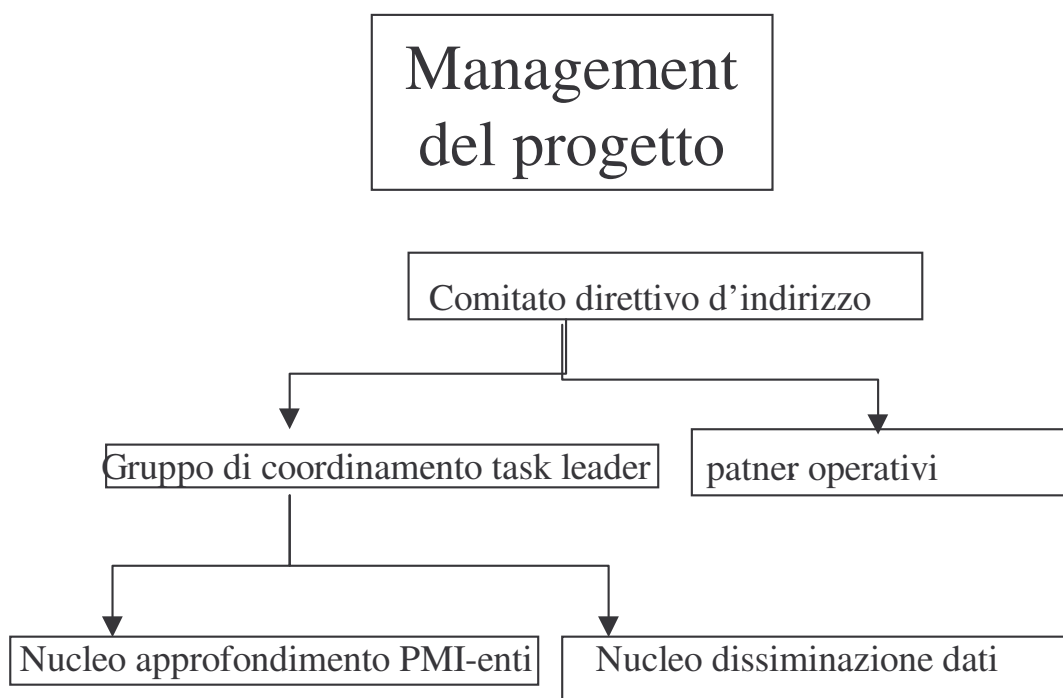 Management
del progetto
Comitato direttivo d’indirizzo
Gruppo di coordinamento task leader
patner operativi
Nucleo approfondimento PMI-enti
Nucleo dissiminazione dati